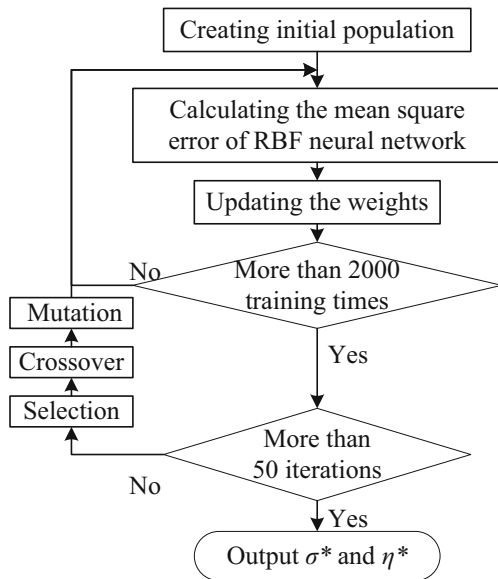 Creating initial population
Calculating the mean square
error of RBF neural network
Updating the weights
No
More than 2000
training times
Mutation
Crossover
Selection
Yes
More than
50 iterations
No
Yes
Output σ* and η*